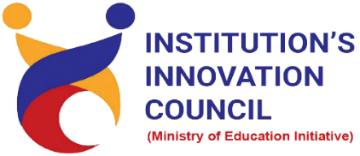 INSTITUTION'S
INNOVATION
COUNCIL
(Ministry of Education Initiative)